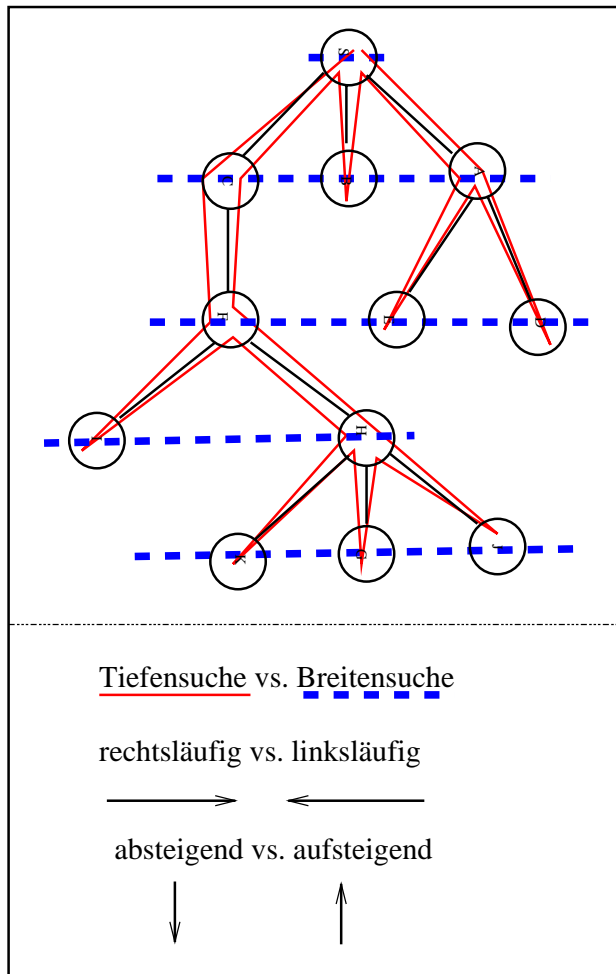 S
C B A
F E D
I H
K G J
Tiefensuche vs. Breitensuche
rechtsläufig vs. linksläufig
absteigend vs. aufsteigend